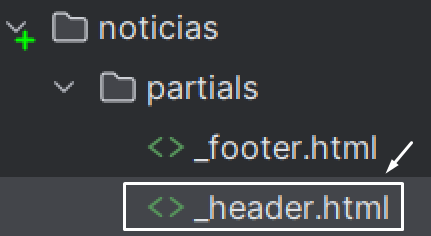 noticias
partials
<> _footer.html
<> _header.html